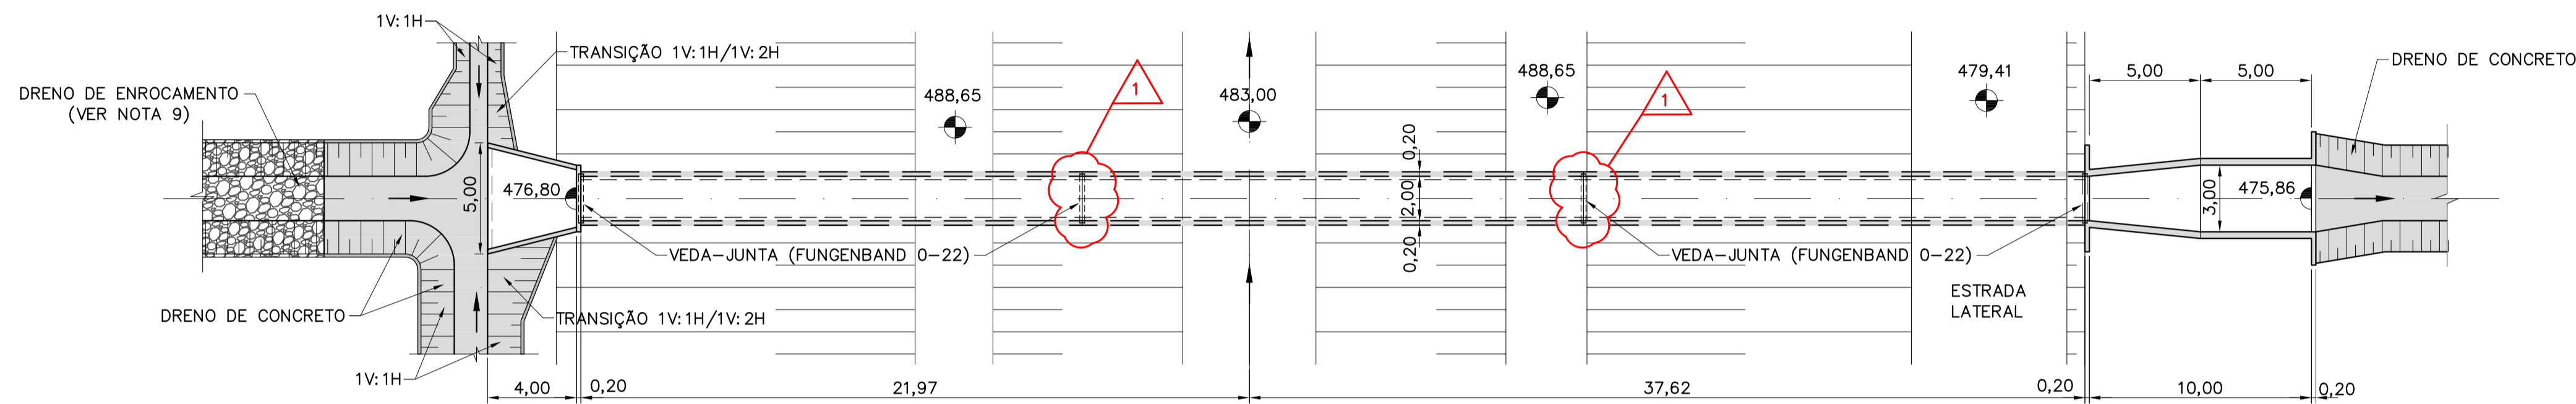 1V:1H
TRANSIÇÃO 1V:1H/1V:2H
DRENO DE ENROCAMENTO
(VER NOTA 9)
488,65
1
483,00
488,65
1
479,41
5,00
5,00
DRENO DE CONCRETO
0,20
5,00
476,80
2,00
3,00
475,86
0,20
VEDA-JUNTA (FUNGENBAND 0-22)
VEDA-JUNTA (FUNGENBAND 0-22)
ESTRADA
LATERAL
DRENO DE CONCRETO
TRANSIÇÃO 1V:1H/1V:2H
1V:1H
4,00
0,20
21,97
37,62
0,20
10,00
0,20